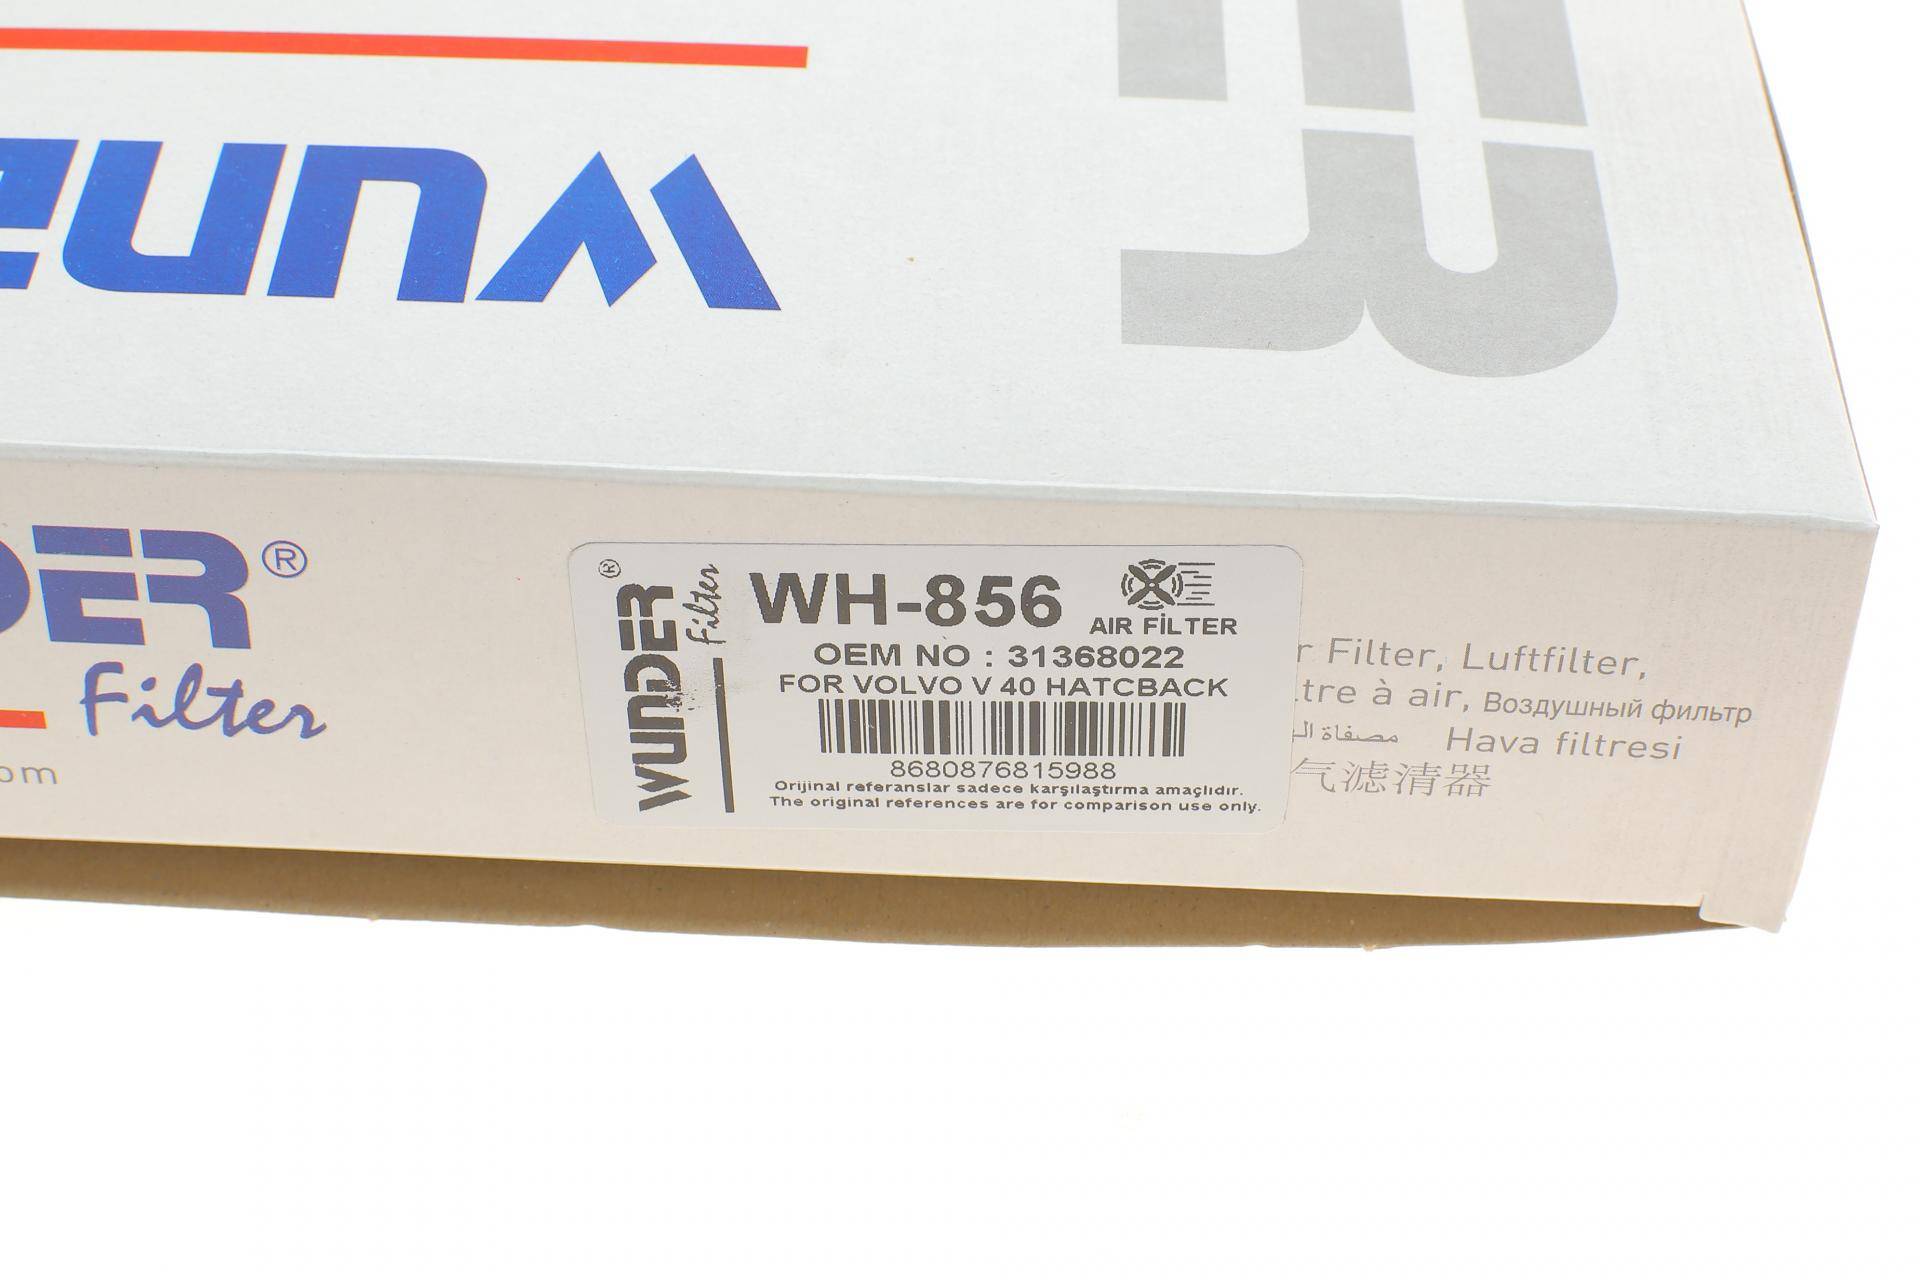 WUNDER®
Filter
WH-856
AIR FİLTER
OEM NO : 31368022
FOR VOLVO V 40 HATCBACK
8680876815988
Orijinal referanslar sadece karşılaştırma amaçlıdır.
The original references are for comparison use only.
Filter, Luftfilter,
à air, Воздушный фильтр
مصفاة Hava filtresi
气滤清器